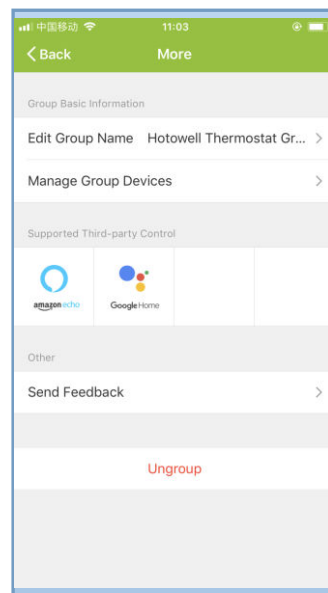 中国移动 11:03
Back More
Group Basic Information
Edit Group Name Hotowell Thermostat Gr...
Manage Group Devices
Supported Third-party Control
amazon echo Google Home
Other
Send Feedback
Ungroup